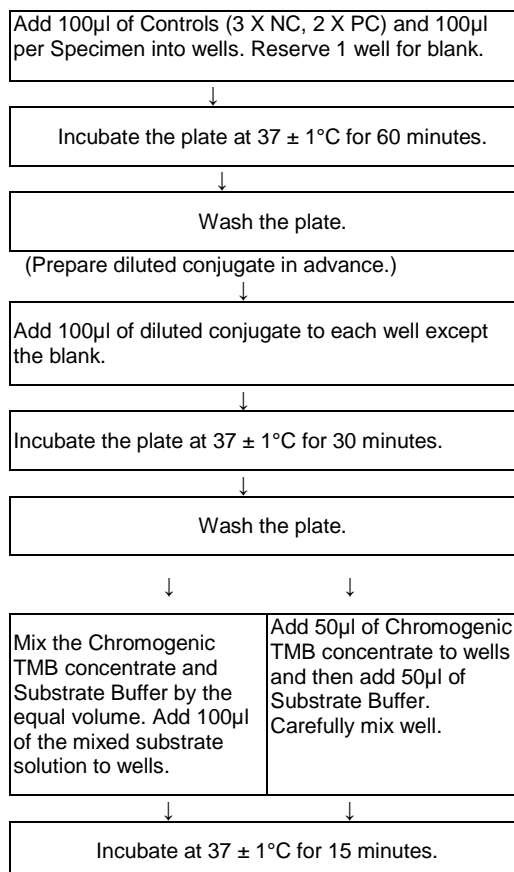 Add 100µl of Controls (3 X NC, 2 X PC) and 100µl
per Specimen into wells. Reserve 1 well for blank.
↓
Incubate the plate at 37 ± 1°C for 60 minutes.
↓
Wash the plate.
(Prepare diluted conjugate in advance.)
↓
Add 100µl of diluted conjugate to each well except
the blank.
↓
Incubate the plate at 37 ± 1°C for 30 minutes.
↓
Wash the plate.
↓ ↓
Mix the Chromogenic
TMB concentrate and
Substrate Buffer by the
equal volume. Add 100µl
of the mixed substrate
solution to wells.
Add 50µl of Chromogenic
TMB concentrate to wells
and then add 50µl of
Substrate Buffer.
Carefully mix well.
↓ ↓
Incubate at 37 ± 1°C for 15 minutes.